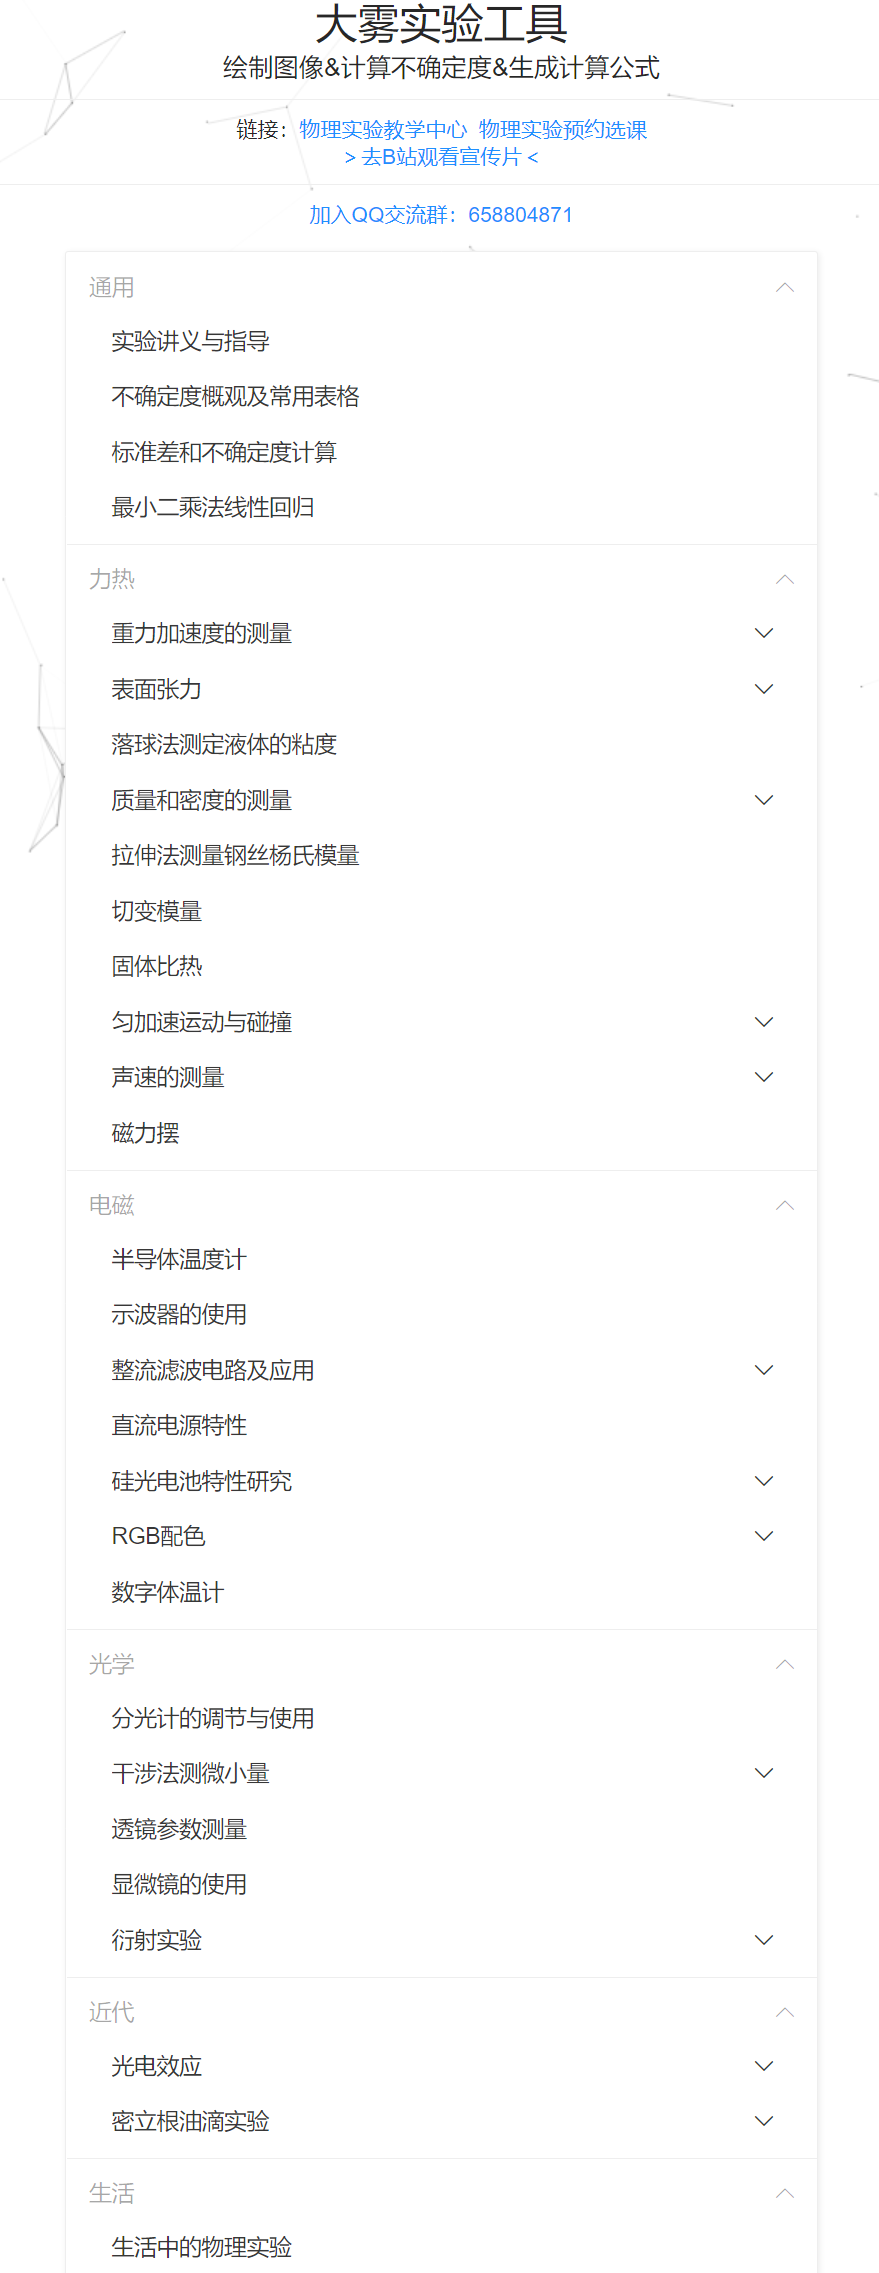 大雾实验工具
绘制图像&计算不确定度&生成计算公式
链接：物理实验教学中心 物理实验预约选课
> 去B站观看宣传片 <
加入QQ交流群：658804871
通用
实验讲义与指导
不确定度概观及常用表格
标准差和不确定度计算
最小二乘法线性回归
力热
重力加速度的测量
表面张力
落球法测定液体的粘度
质量和密度的测量
拉伸法测量钢丝杨氏模量
切变模量
固体比热
匀加速运动与碰撞
声速的测量
磁力摆
电磁
半导体温度计
示波器的使用
整流滤波电路及应用
直流电源特性
硅光电池特性研究
RGB配色
数字体温计
光学
分光计的调节与使用
干涉法测微小量
透镜参数测量
显微镜的使用
衍射实验
近代
光电效应
密立根油滴实验
生活
生活中的物理实验